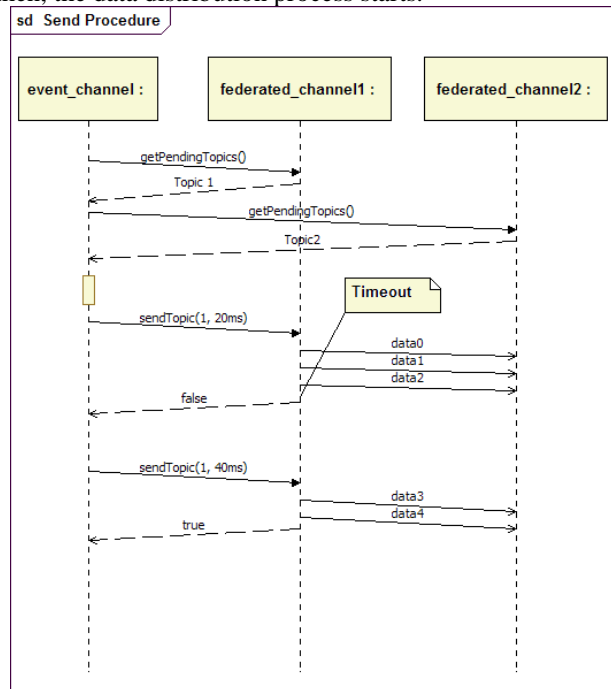 the data distribution process starts.
sd Send Procedure
event_channel :
federated_channel1 :
federated_channel2 :
getPendingTopics()
Topic 1
getPendingTopics()
Topic2
Timeout
sendTopic(1, 20ms)
data0
data1
data2
false
sendTopic(1, 40ms)
data3
data4
true